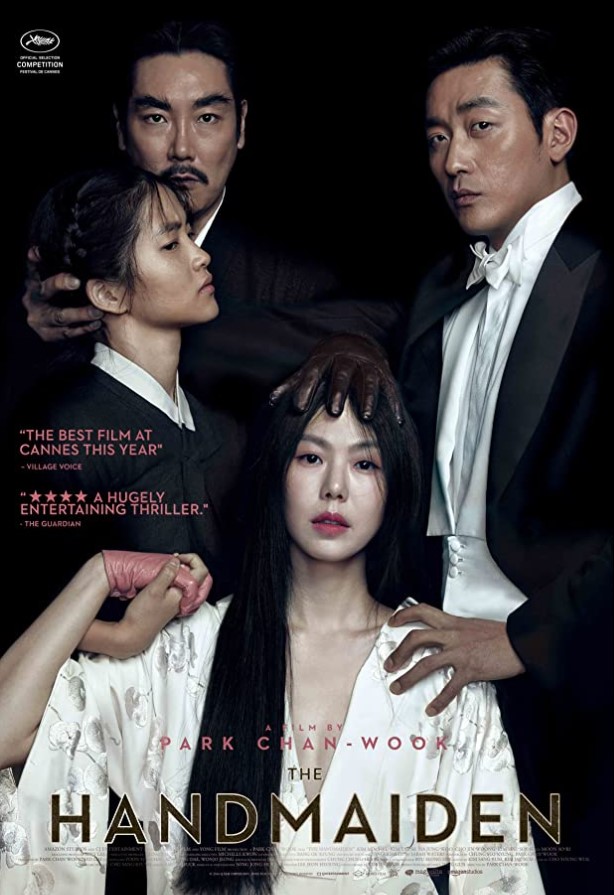 OFFICIAL SELECTION
COMPETITION
FESTIVAL DE CANNES
“THE BEST FILM AT
CANNES THIS YEAR”
- VILLAGE VOICE
“★★★★ A HUGELY
ENTERTAINING THRILLER.”
- THE GUARDIAN
A FILM BY
PARK CHAN-WOOK
THE
HANDMAIDEN